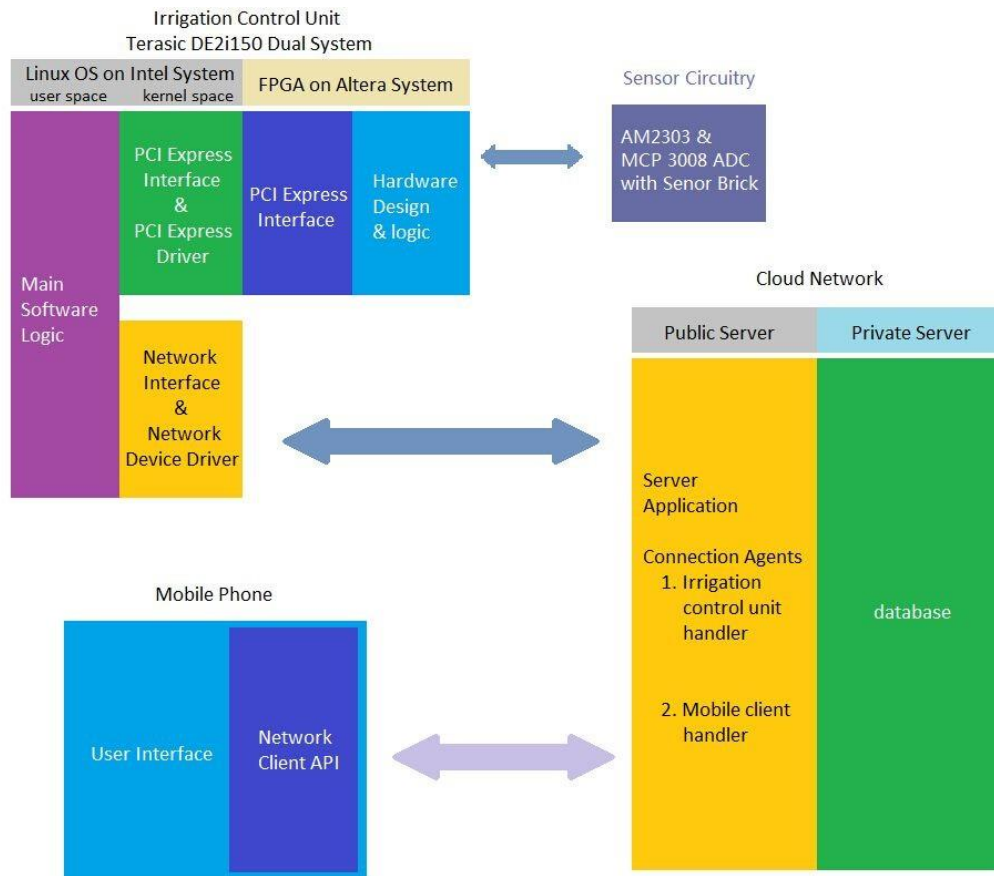 Irrigation Control Unit
Terasic DE2i150 Dual System
Linux OS on Intel System
user space kernel space
FPGA on Altera System
Main
Software
Logic
PCI Express
Interface
&
PCI Express
Driver
PCI Express
Interface
Hardware
Design
& logic
Network
Interface
&
Network
Device Driver
Sensor Circuitry
AM2303 &
MCP 3008 ADC
with Senor Brick
Cloud Network
Public Server
Private Server
Server
Application
Connection Agents
1. Irrigation
control unit
handler
2. Mobile client
handler
database
Mobile Phone
User Interface
Network
Client API